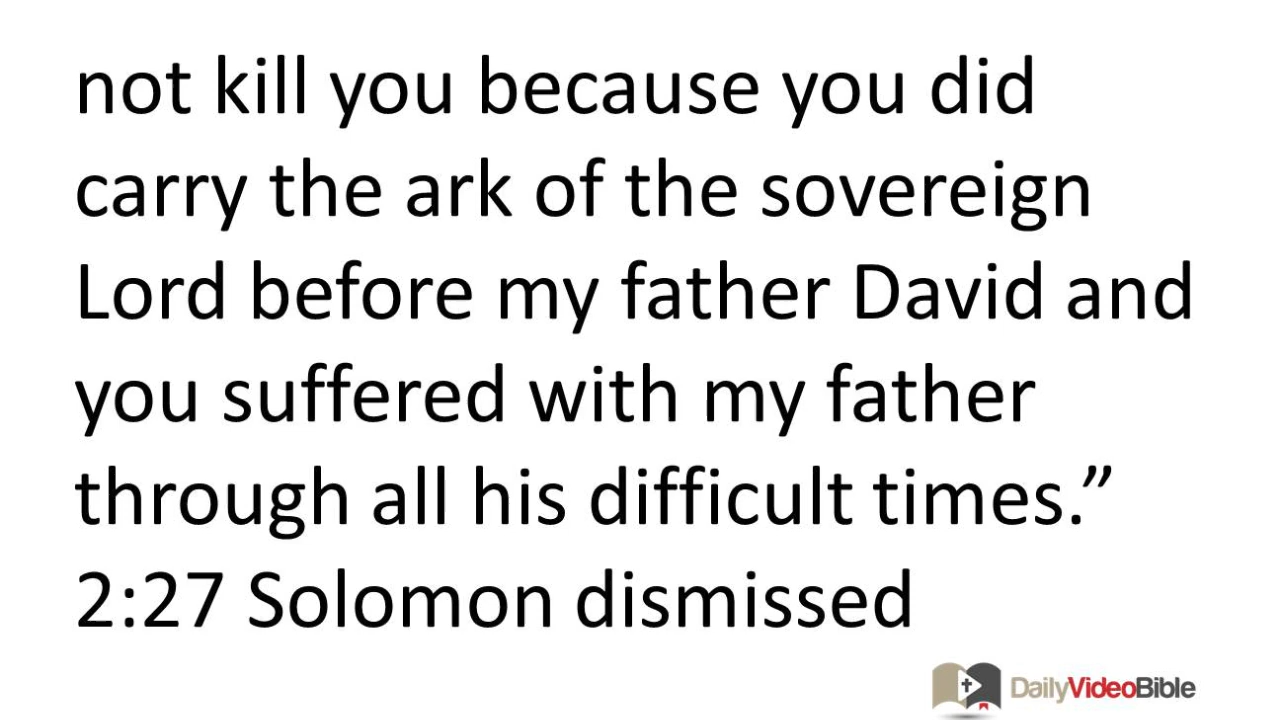 not kill you because you did
carry the ark of the sovereign
Lord before my father David and
you suffered with my father
through all his difficult times.”
2:27 Solomon dismissed
DailyVideoBible